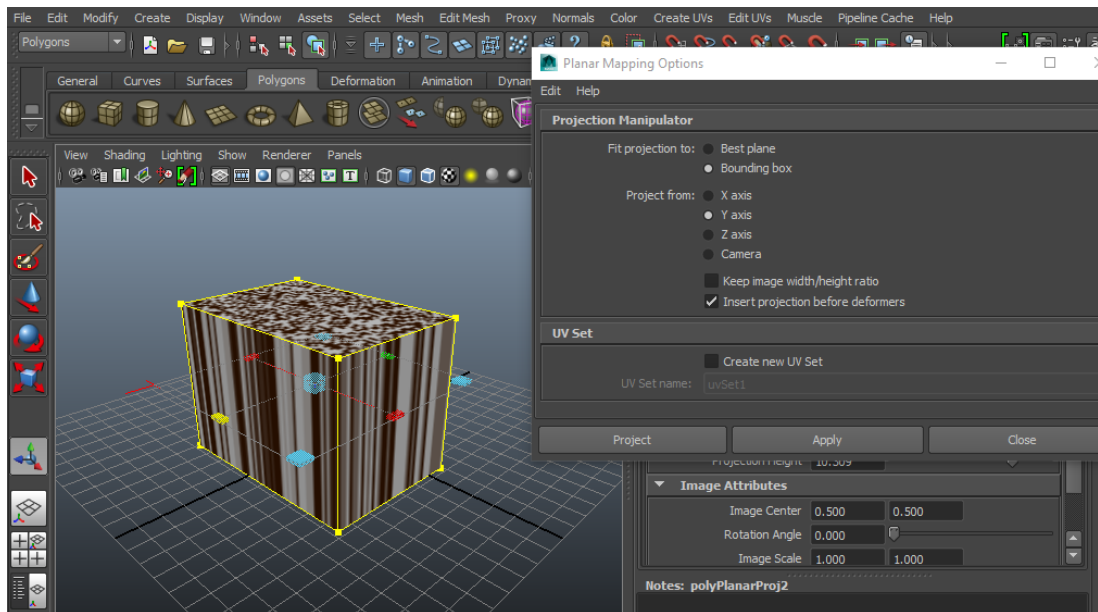 File Edit Modify Create Display Window Assets Select Mesh Edit Mesh Proxy Normals Color Create UVs Edit UVs Muscle Pipeline Cache Help
Polygons
Planar Mapping Options
General Curves Surfaces Polygons Deformation Animation
Edit Help
Projection Manipulator
View Shading Lighting Show Renderer Panels
Fit projection to: Best plane
Bounding box
Project from: X axis
Y axis
Z axis
Camera
Keep image width/height ratio
Insert projection before deformers
UV Set
Create new UV Set
UV Set name: uvSet1
Project Apply Close
Projection Height 10.309
Image Attributes
Image Center 0.500 0.500
Rotation Angle 0.000
Image Scale 1.000 1.000
Notes: polyPlanarProj2